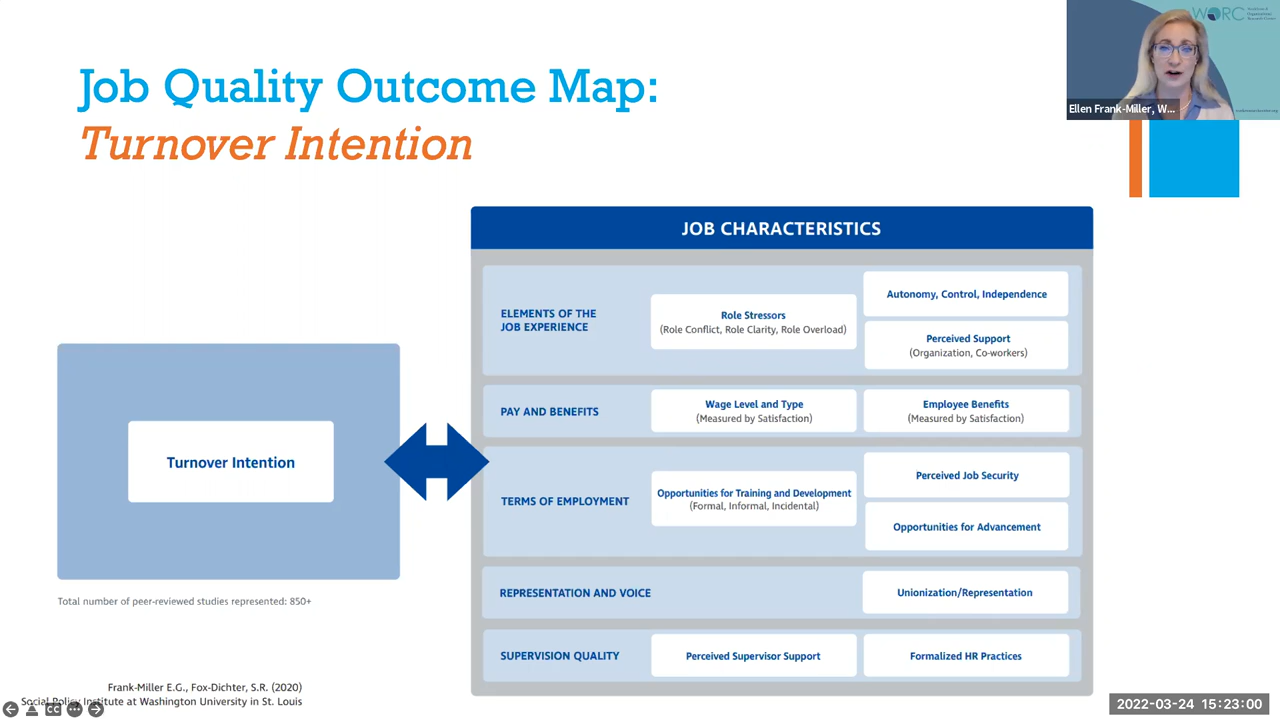 WORC
Ellen Frank-Miller, W...
Job Quality Outcome Map:
Turnover Intention
JOB CHARACTERISTICS
ELEMENTS OF THE
JOB EXPERIENCE
Role Stressors
(Role Conflict, Role Clarity, Role Overload)
Autonomy, Control, Independence
Perceived Support
(Organization, Co-workers)
PAY AND BENEFITS
Wage Level and Type
(Measured by Satisfaction)
Employee Benefits
(Measured by Satisfaction)
Turnover Intention
TERMS OF EMPLOYMENT
Opportunities for Training and Development
(Formal, Informal, Incidental)
Perceived Job Security
Opportunities for Advancement
REPRESENTATION AND VOICE
Unionization/Representation
SUPERVISION QUALITY
Perceived Supervisor Support
Formalized HR Practices
Total number of peer-reviewed studies represented: 850+
Frank-Miller E.G., Fox-Dichter, S.R. (2020)
Social Policy Institute at Washington University in St. Louis
CC
2022-03-24 15:23:00